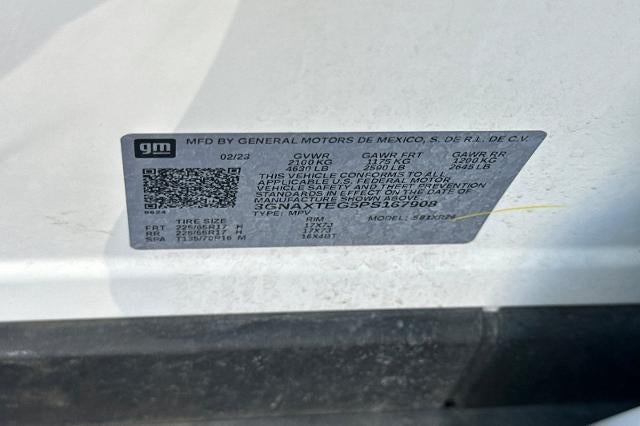 gm
MFD BY GENERAL MOTORS DE MEXICO, S. DE R.L. DE C.V.
02/23 GVWR GAWR FRT GAWR RR
2100 KG 1175 KG 1200 KG
4630 LB 2590 LB 2645 LB
THIS VEHICLE CONFORMS TO ALL
APPLICABLE U.S. FEDERAL MOTOR
VEHICLE SAFETY AND THEFT PREVENTION
STANDARDS IN EFFECT ON THE DATE OF
MANUFACTURE SHOWN ABOVE.
3GNAXTEG5PS167908
TYPE: MPV MODEL:
TIRE SIZE RIM
FRT 225/65R17 H 17X7J
RR 225/65R17 H 17X7J
SPA T135/70R16 M 16X4BT